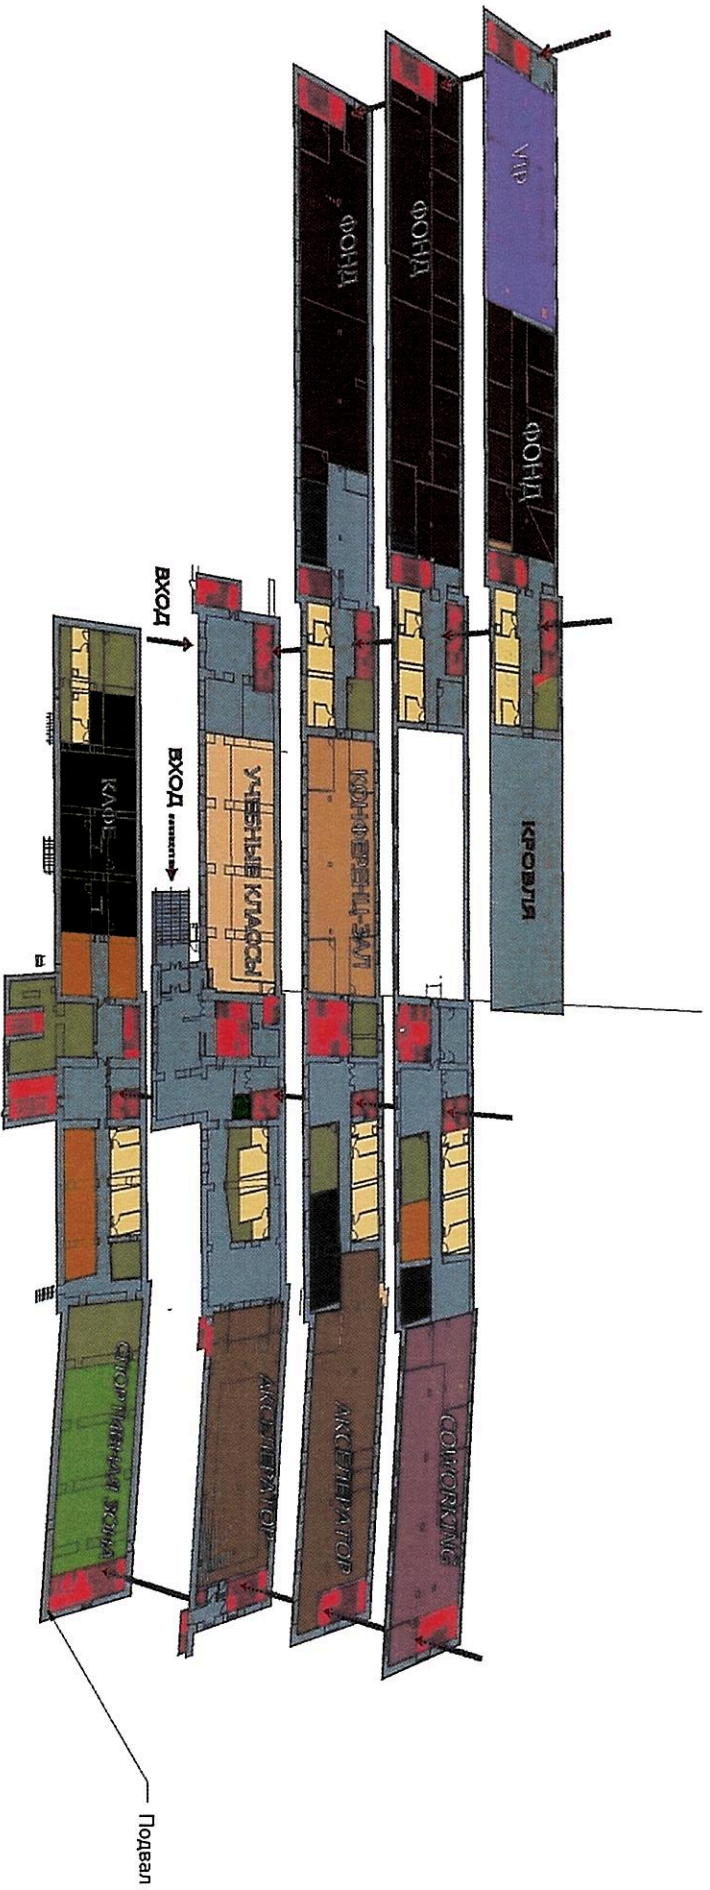 VIP
ФОНД
КРОВЛЯ
ФОНД
COWORKING
ФОНД
КОНФЕРЕНЦ-ЗАЛ
АКСЕЛЕРАТОР
ВХОД
УЧЕБНЫЕ КЛАССЫ
АКСЕЛЕРАТОР
ВХОД
КАФЕ
СПОРТИВНАЯ ЗОНА
Подвал